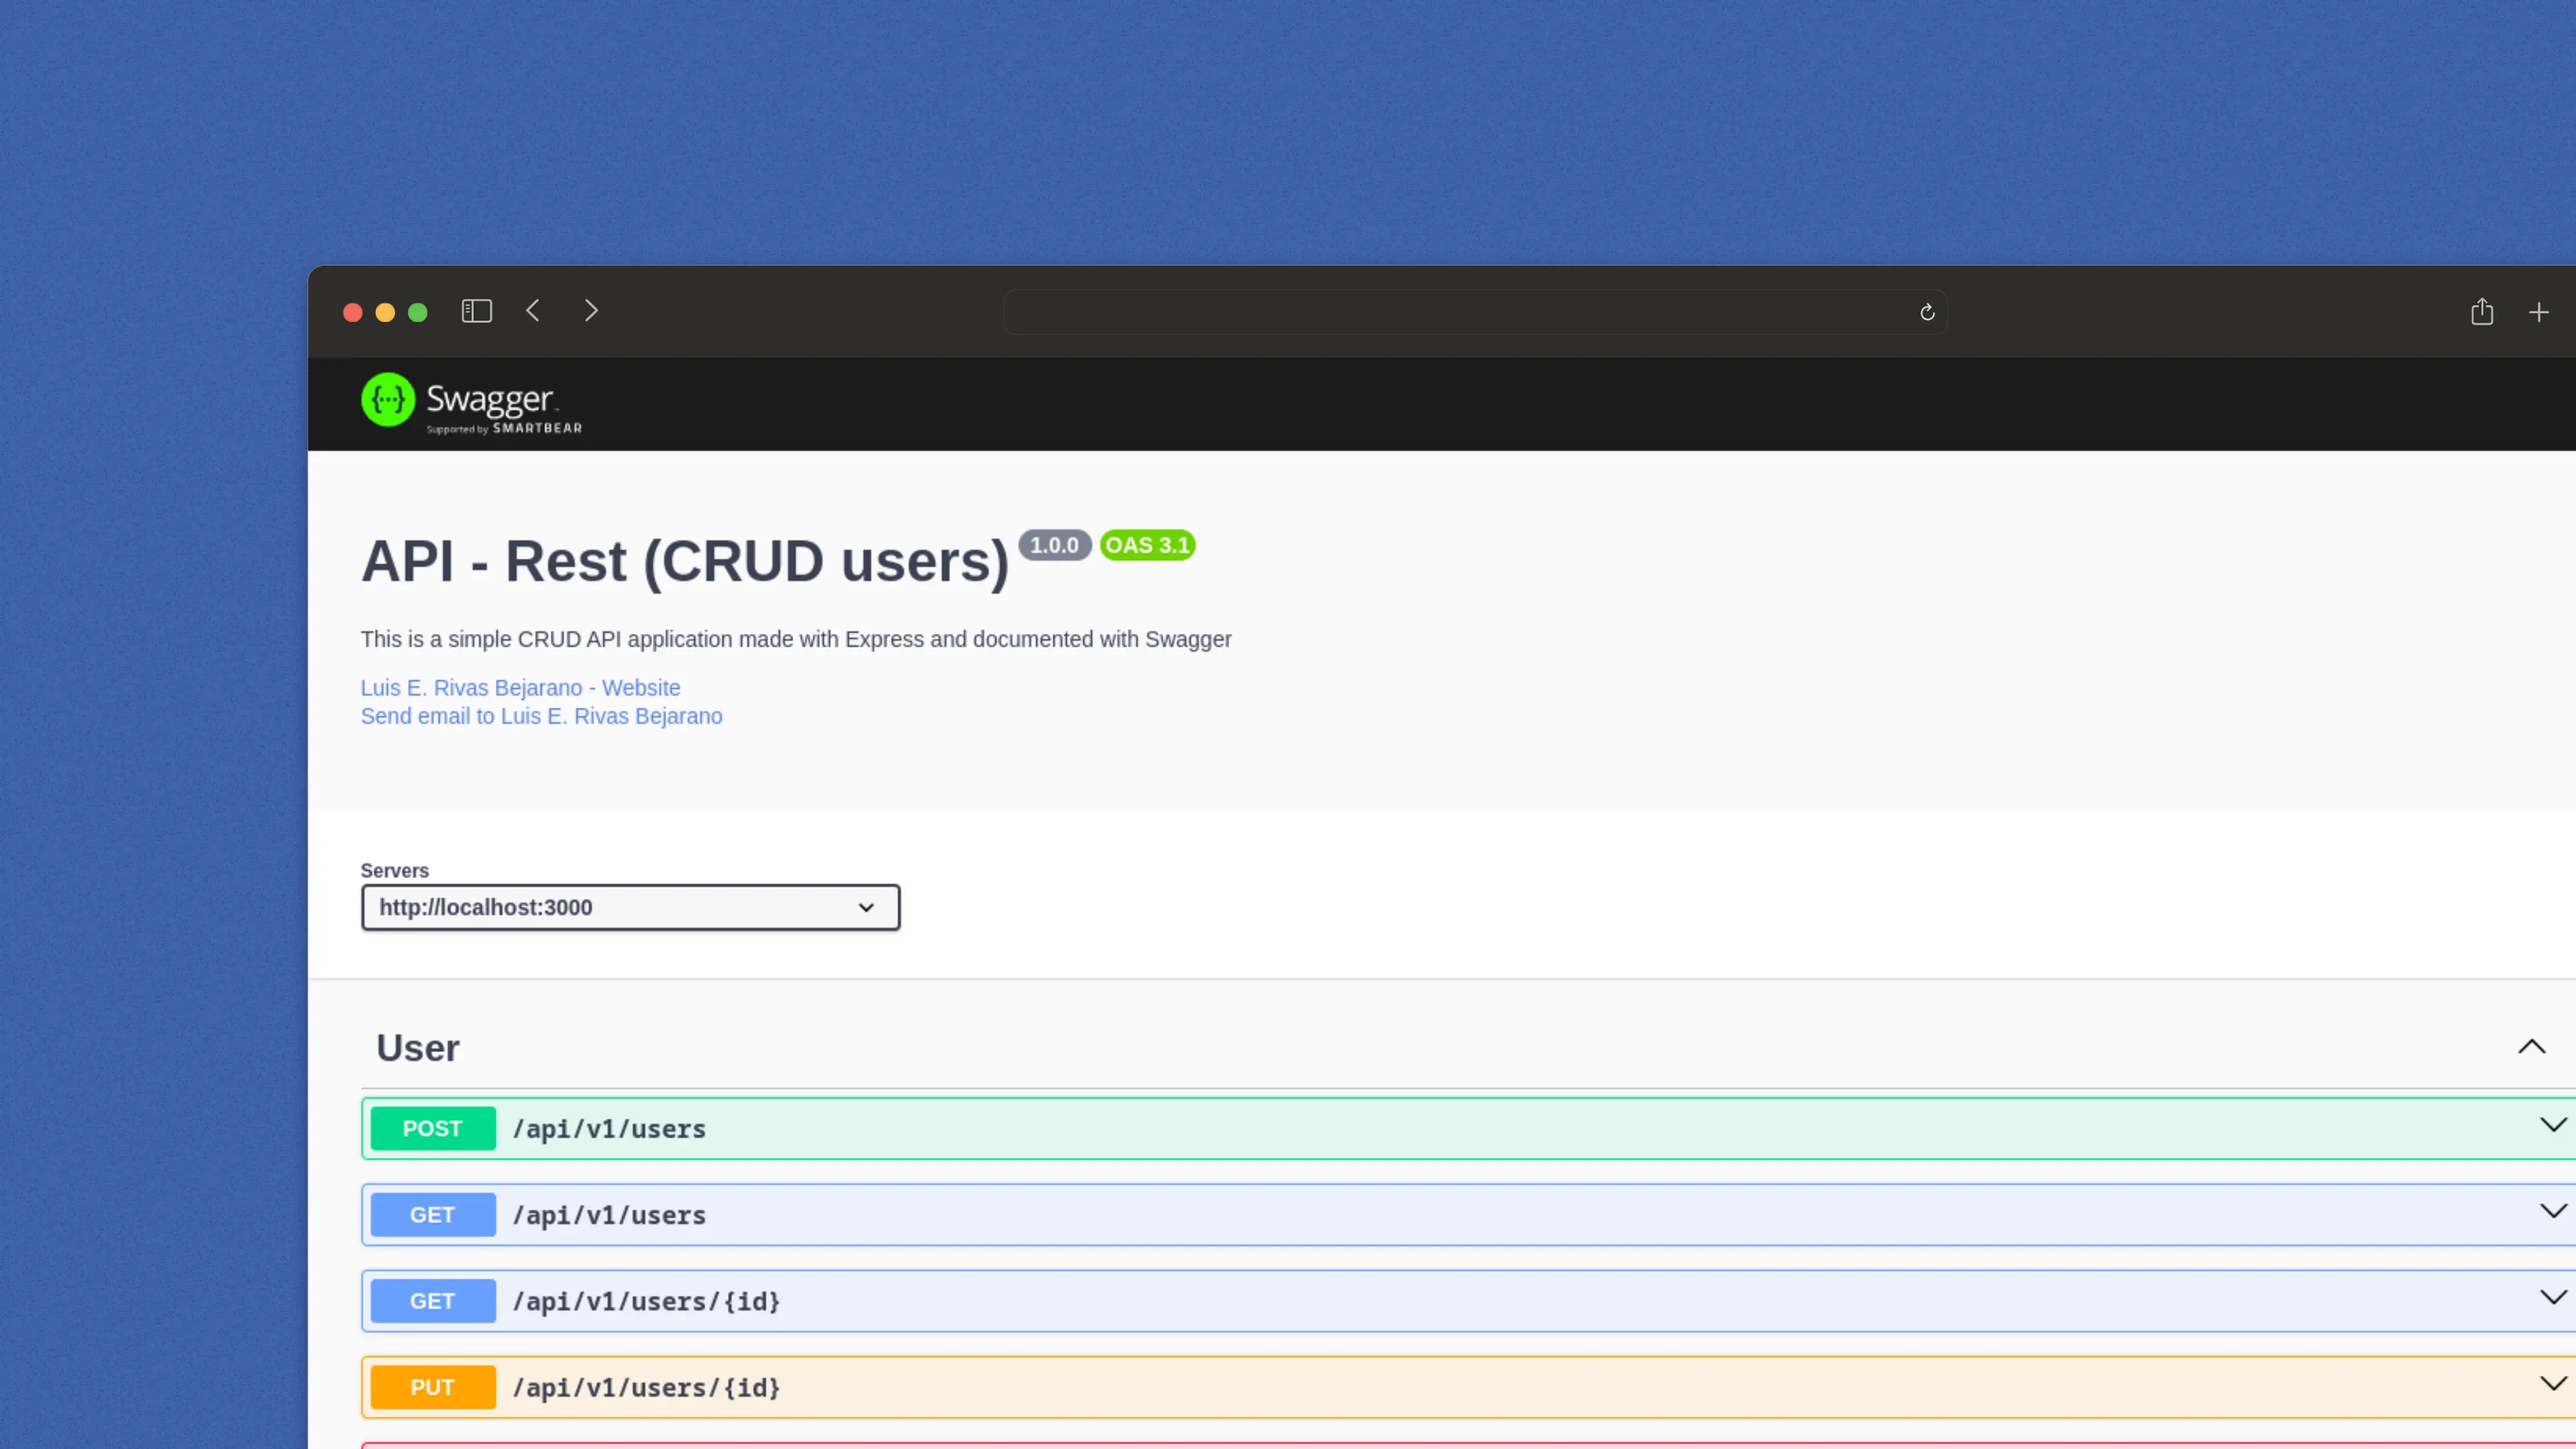 {···} Swagger
Supported by SMARTBEAR
API - Rest (CRUD users) 1.0.0 OAS 3.1
This is a simple CRUD API application made with Express and documented with Swagger
Luis E. Rivas Bejarano - Website
Send email to Luis E. Rivas Bejarano
Servers
http://localhost:3000
User
POST /api/v1/users
GET /api/v1/users
GET /api/v1/users/{id}
PUT /api/v1/users/{id}